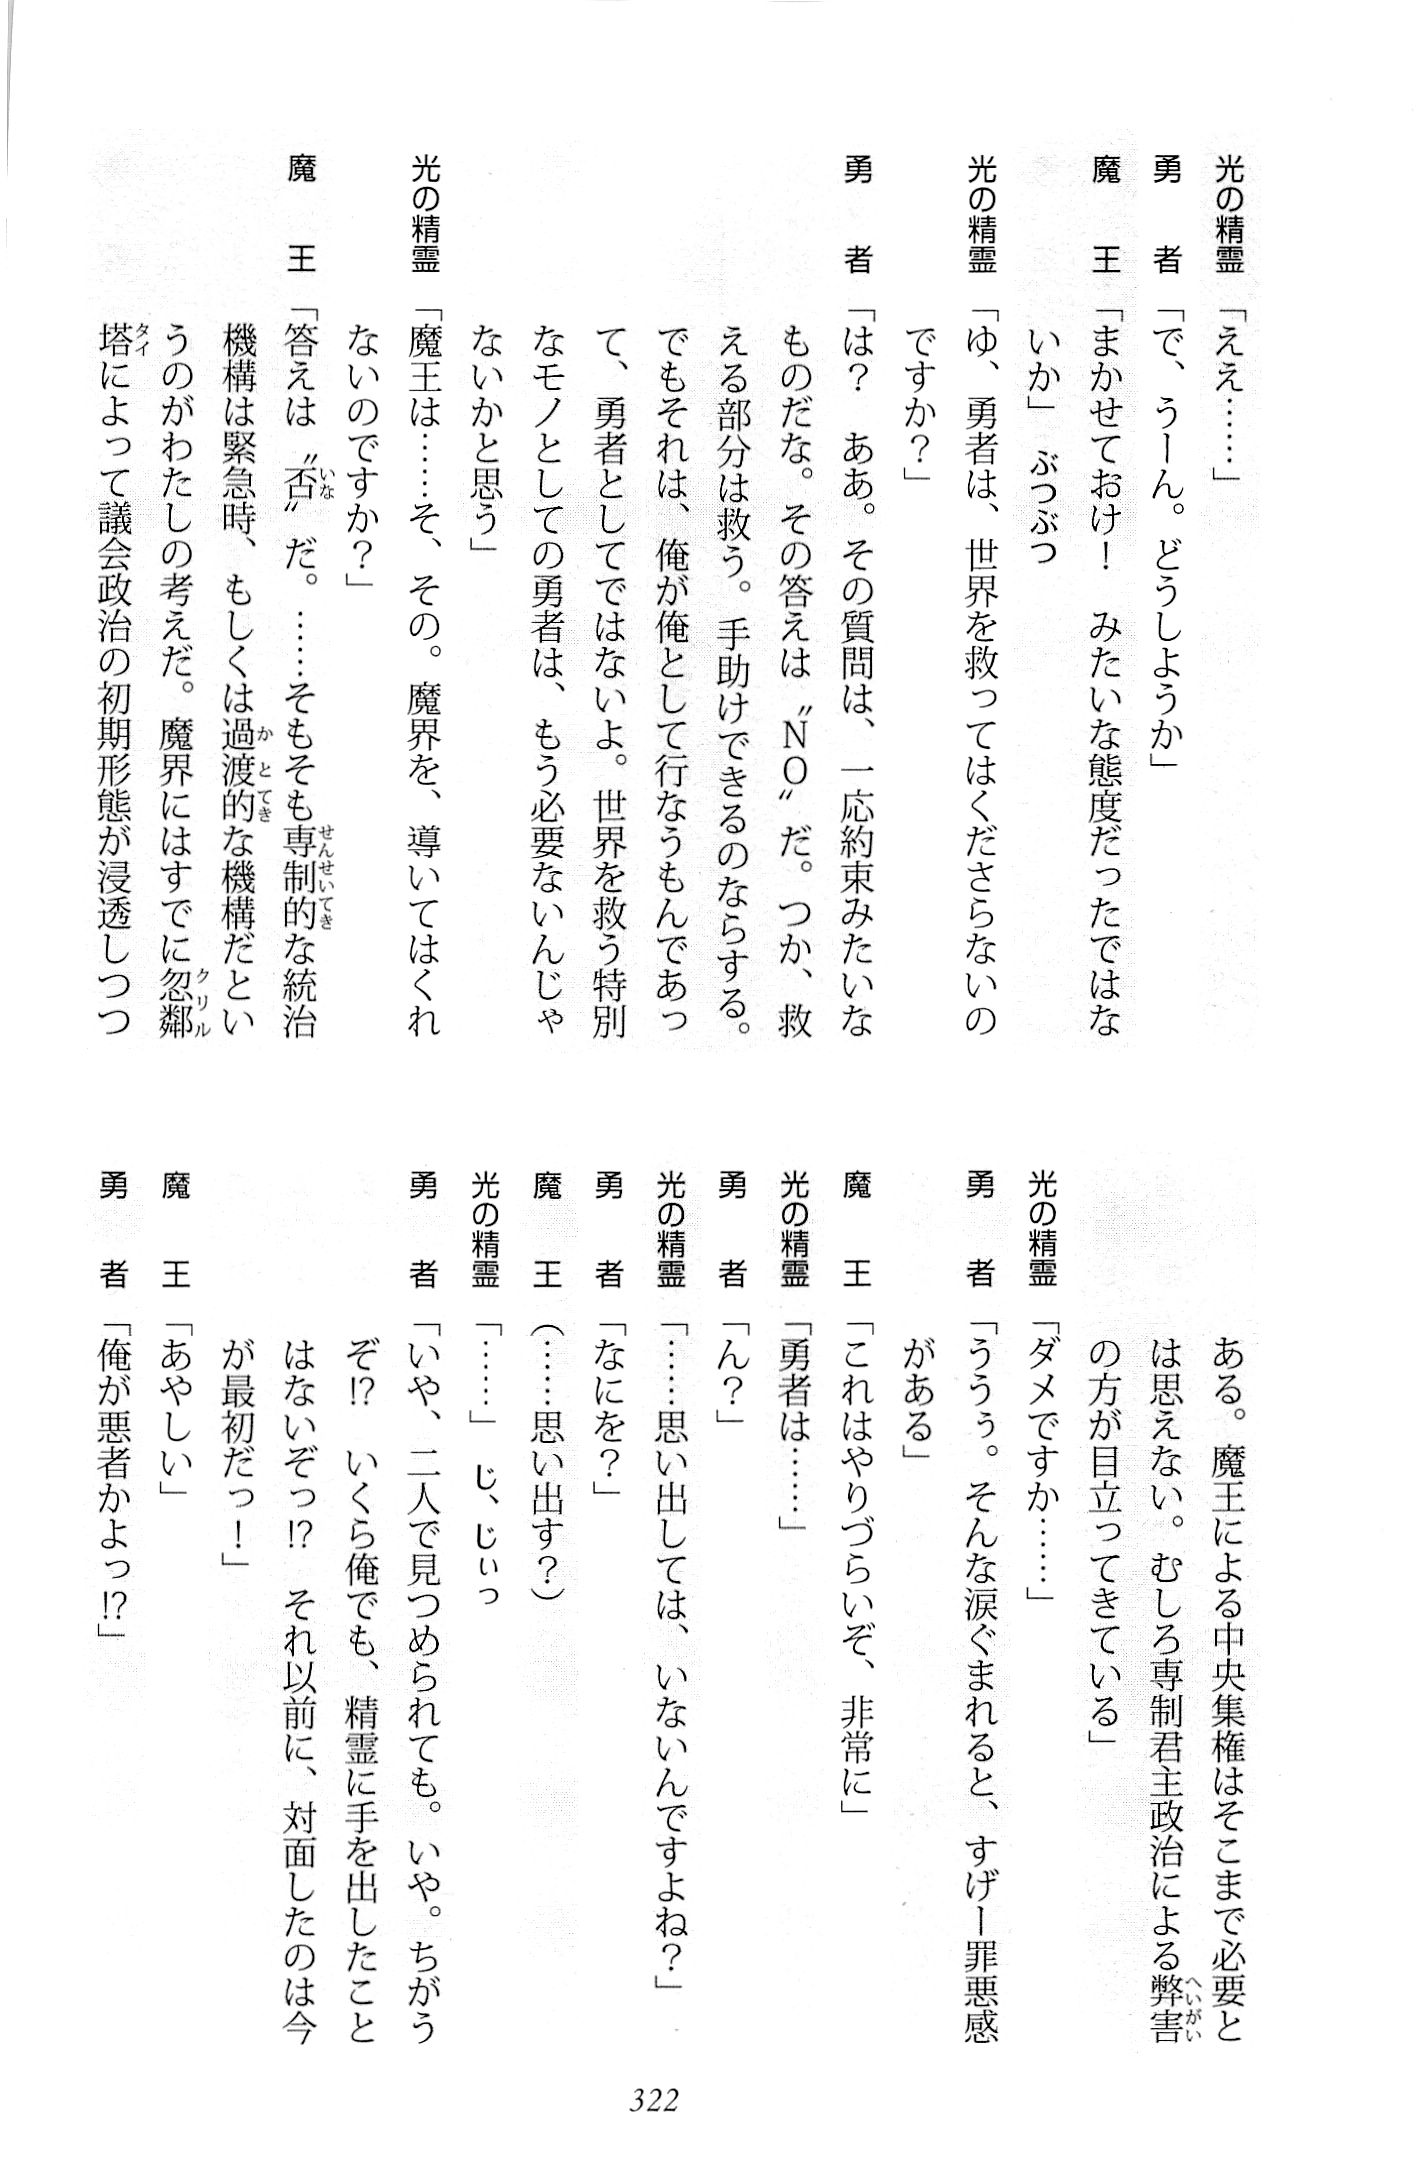 光の精霊「ええ……」
勇　者「で、うーん。どうしようか」
魔　王「まかせておけ！　みたいな態度だったではな
いか」ぶつぶつ
光の精霊「ゆ、勇者は、世界を救ってはくださらないの
ですか？」
勇　者「は？　ああ。その質問は、一応約束みたいな
ものだな。その答えは〝ＮＯ〟だ。つか、救
える部分は救う。手助けできるのならする。
でもそれは、俺が俺として行なうもんであっ
て、勇者としてではないよ。世界を救う特別
なモノとしての勇者は、もう必要ないんじゃ
ないかと思う」
光の精霊「魔王は……そ、その。魔界を、導いてはくれ
ないのですか？」
魔　王「答えは〝否〟だ。……そもそも専制的な統治
機構は緊急時、もしくは過渡的な機構だとい
うのがわたしの考えだ。魔界にはすでに忽鄰
塔によって議会政治の初期形態が浸透しつつ
ある。魔王による中央集権はそこまで必要と
は思えない。むしろ専制君主政治による弊害
の方が目立ってきている」
光の精霊「ダメですか……」
勇　者「ううぅ。そんな涙ぐまれると、すげー罪悪感
がある」
魔　王「これはやりづらいぞ、非常に」
光の精霊「勇者は……」
勇　者「ん？」
光の精霊「……思い出しては、いないんですよね？」
勇　者「なにを？」
魔　王（……思い出す？）
光の精霊「……」じ、じぃっ
勇　者「いや、二人で見つめられても。いや。ちがう
ぞ⁉　いくら俺でも、精霊に手を出したこと
はないぞっ⁉　それ以前に、対面したのは今
が最初だっ！」
魔　王「あやしい」
勇　者「俺が悪者かよっ⁉」
322